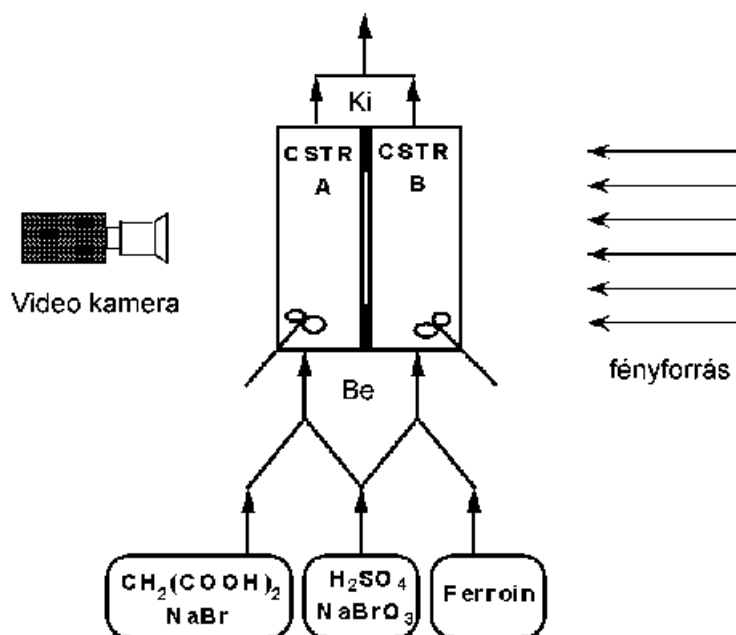 Ki
CSTR
A
CSTR
B
Video kamera
fényforrás
Be
CH₂(COOH)₂
NaBr
H₂SO₄
NaBrO₃
Ferroin